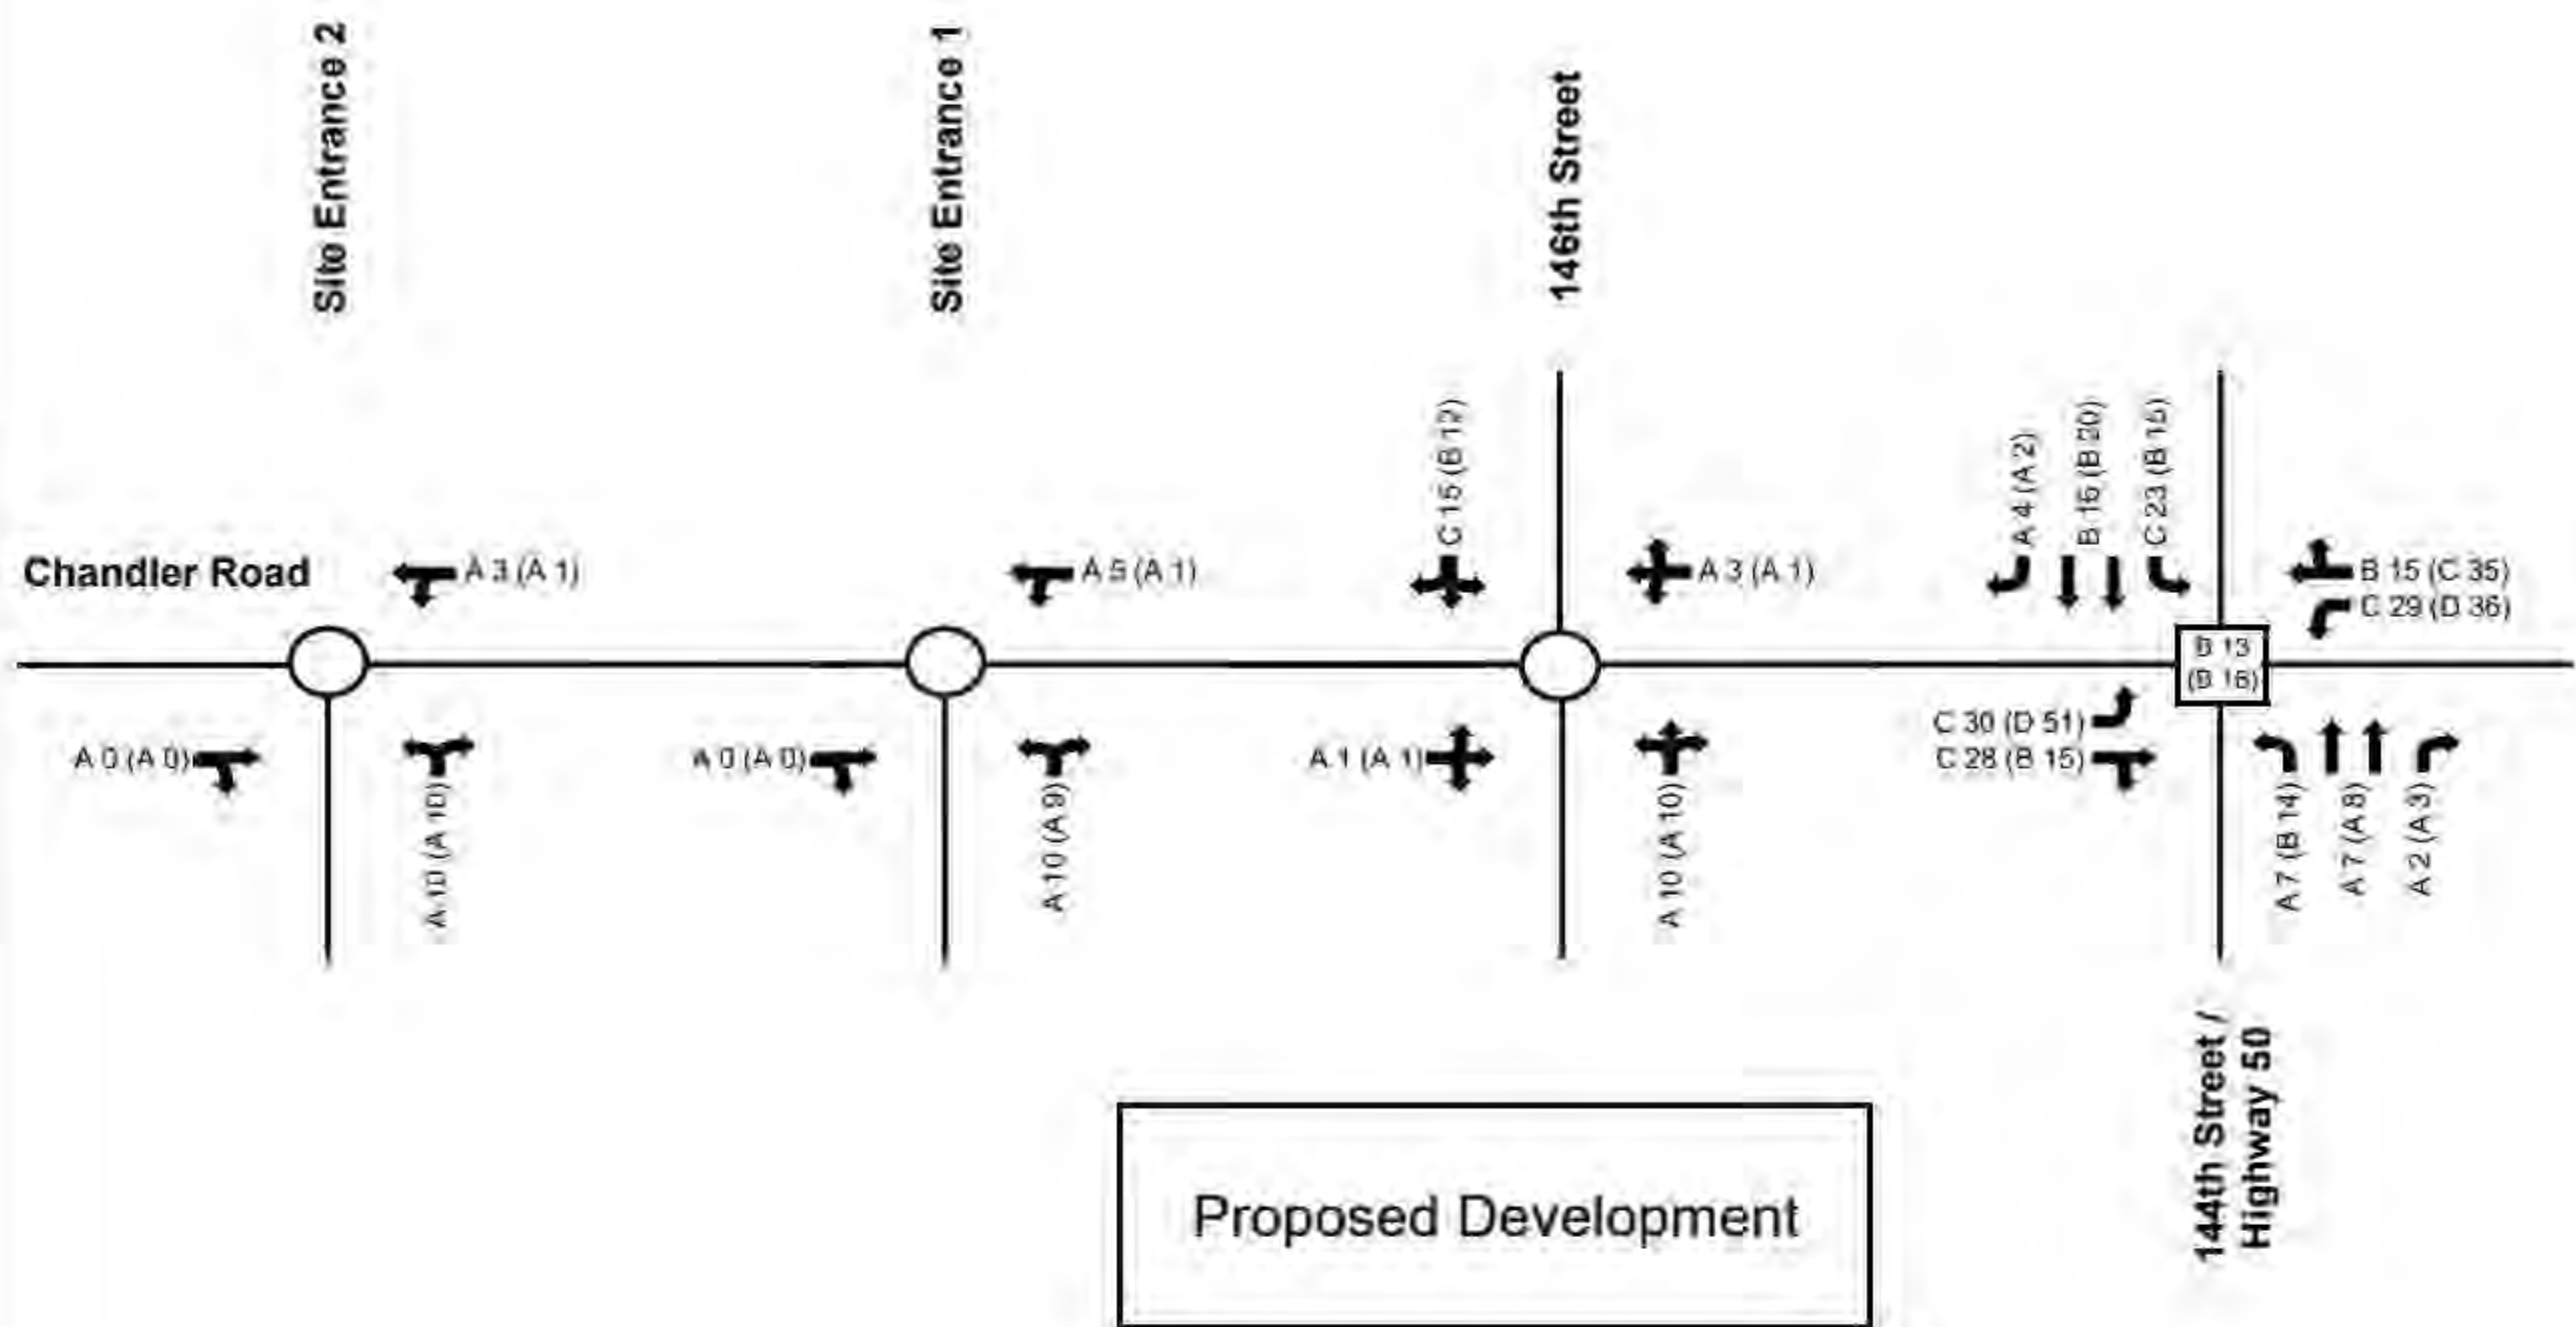 Site Entrance 2
Site Entrance 1
146th Street
C 15 (B 12)
A 4 (A 2)
B 16 (B 20)
C 23 (B 15)
Chandler Road
A 3 (A 1)
A 5 (A 1)
A 3 (A 1)
B 15 (C 35)
C 29 (D 36)
B 13
(B 18)
A 0 (A 0)
A 10 (A 10)
A 0 (A 0)
A 10 (A 9)
A 1 (A 1)
A 10 (A 10)
C 30 (D 51)
C 28 (B 15)
A 7 (B 14)
A 7 (A 8)
A 2 (A 3)
144th Street /
Highway 50
Proposed Development